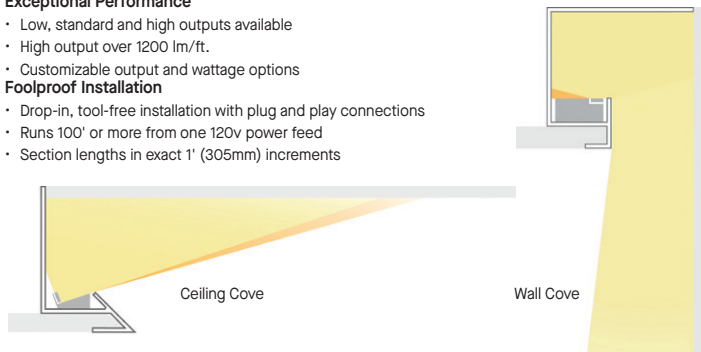 Exceptional Performance
· Low, standard and high outputs available
· High output over 1200 lm/ft.
· Customizable output and wattage options
Foolproof Installation
· Drop-in, tool-free installation with plug and play connections
· Runs 100' or more from one 120v power feed
· Section lengths in exact 1' (305mm) increments
Ceiling Cove
Wall Cove